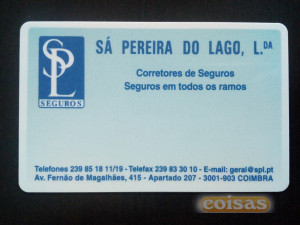 SPL
SEGUROS
SÁ PEREIRA DO LAGO, L.DA
Corretores de Seguros
Seguros em todos os ramos
Telefones 239 85 18 11/19 - Telefax 239 83 30 10 - E-mail: geral@spl.pt
Av. Fernão de Magalhães, 415 - Apartado 207 - 3001-903 COIMBRA
coisas